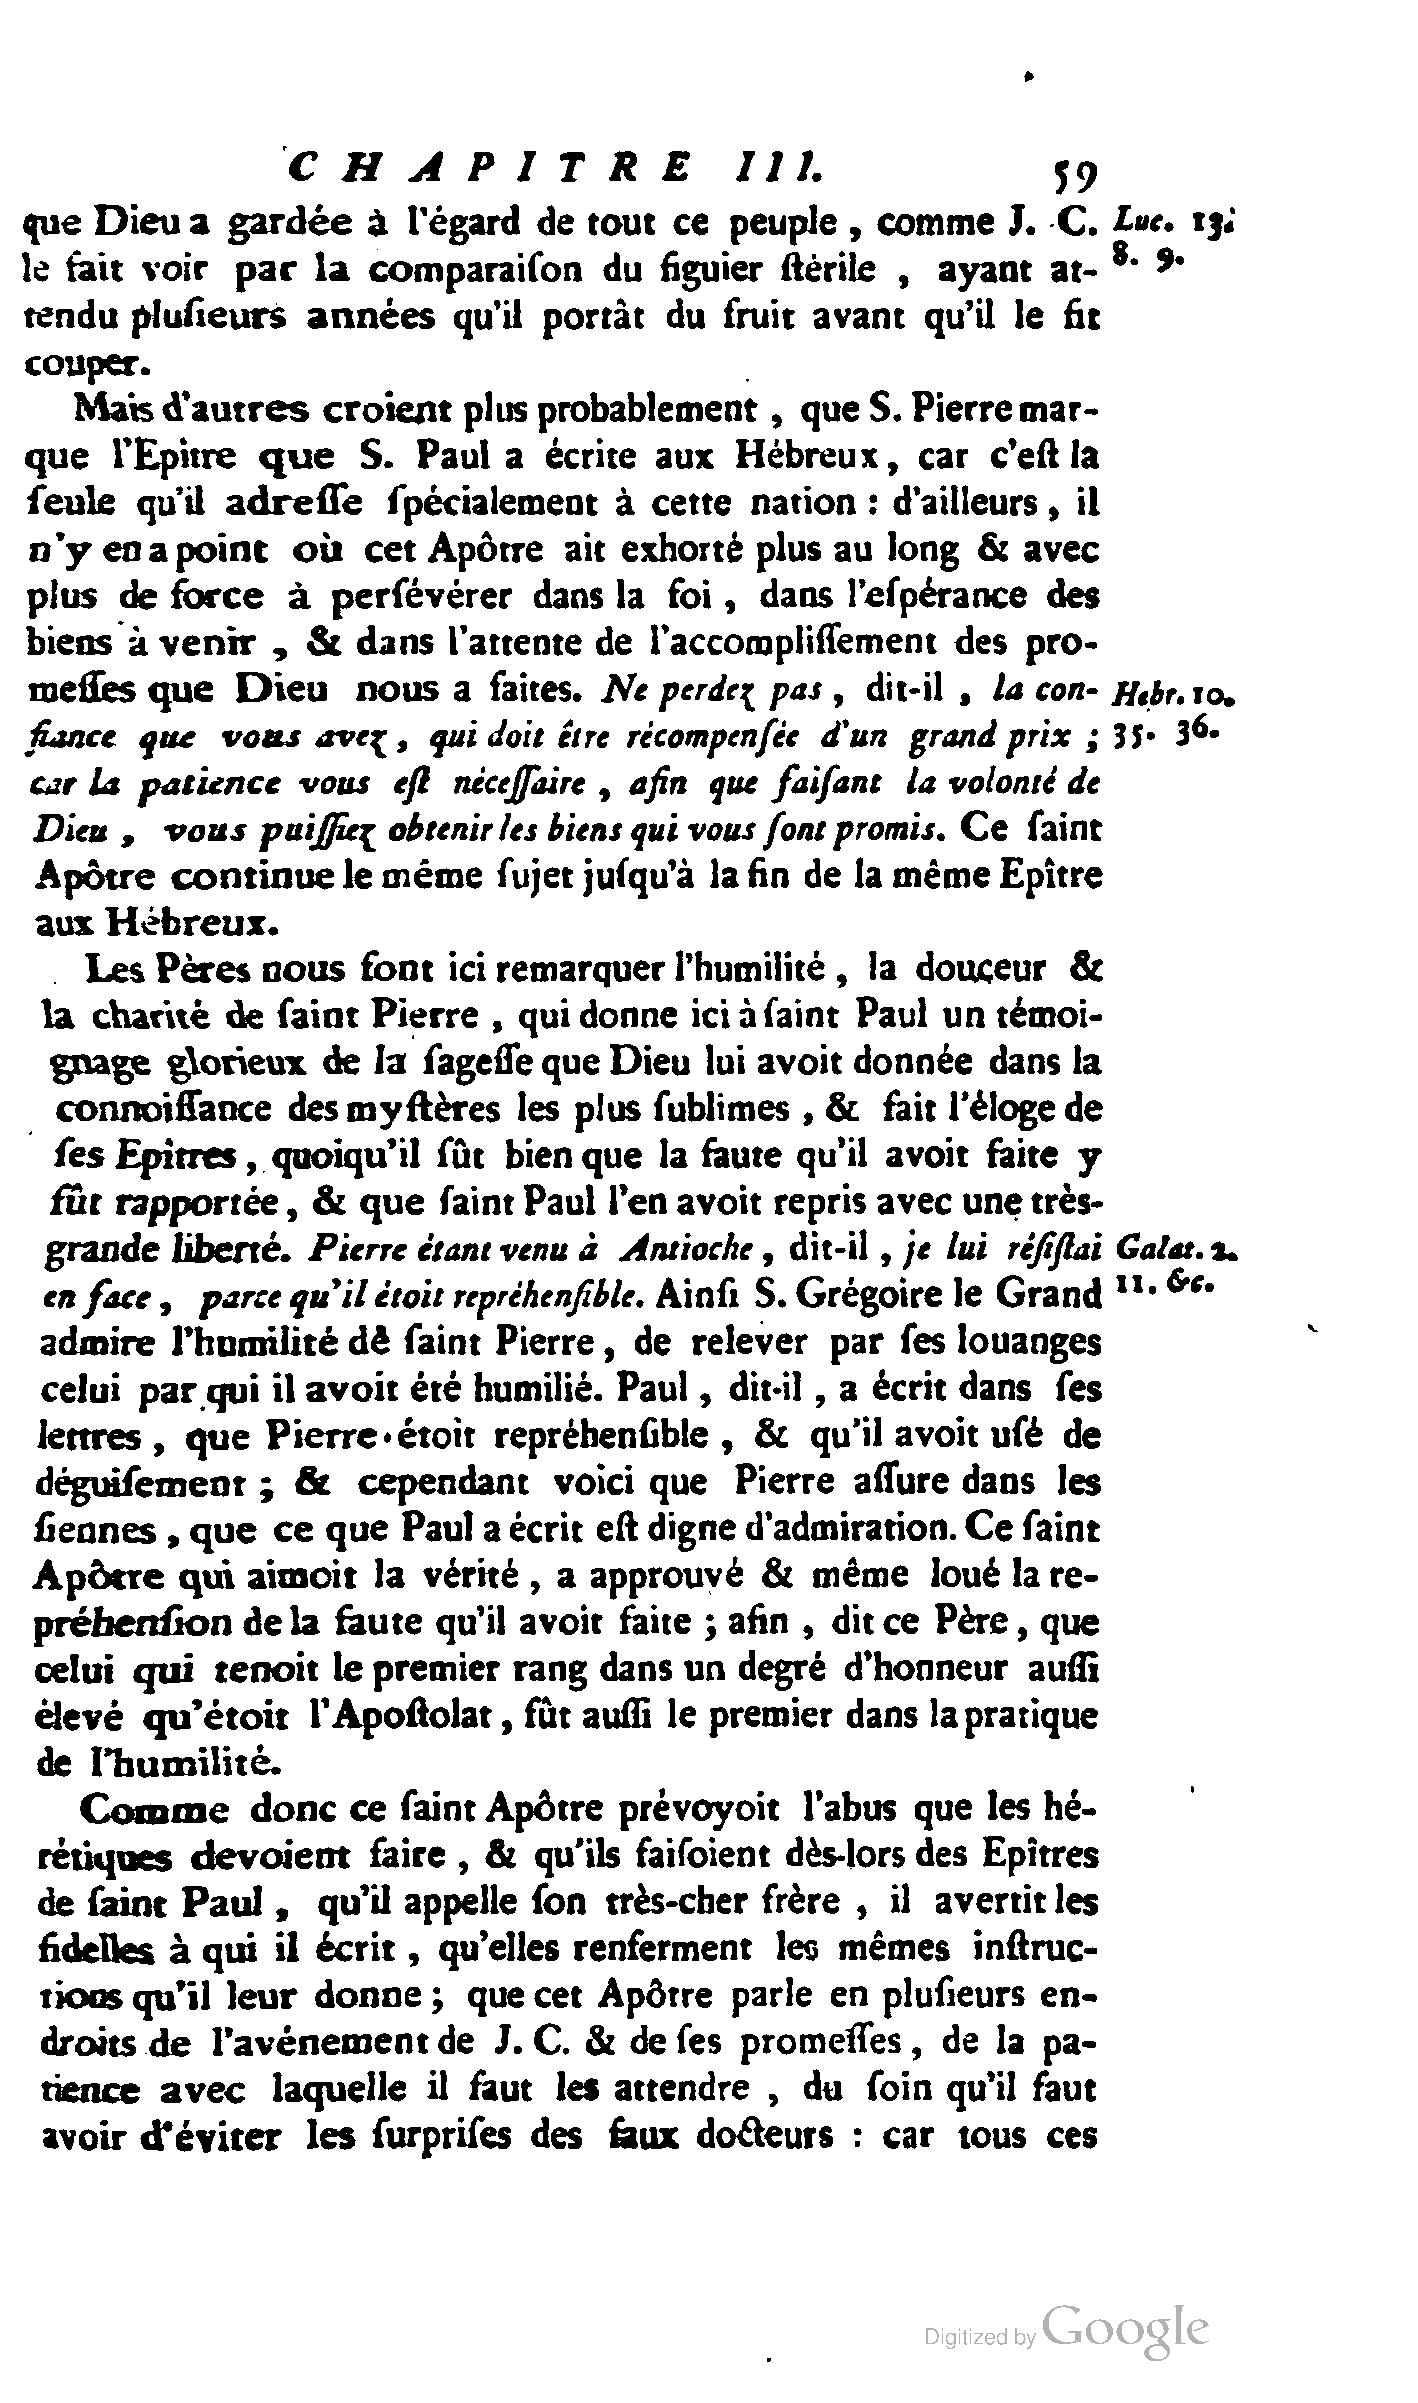 CHAPITRE III. 59
que Dieu a gardée à l'égard de tout ce peuple, comme J. C. Luc. 13.
le fait voir par la comparaiſon du figuier ſtérile, ayant at- 8. 9.
tendu pluſieurs années qu'il portât du fruit avant qu'il le fit
couper.
Mais d'autres croient plus probablement, que S. Pierre mar-
que l'Epître que S. Paul a écrite aux Hébreux, car c'eſt la
ſeule qu'il adreſſe ſpécialement à cette nation : d'ailleurs, il
n'y en a point où cet Apôtre ait exhorté plus au long & avec
plus de force à perſévérer dans la foi, dans l'eſpérance des
biens à venir, & dans l'attente de l'accompliſſement des pro-
meſſes que Dieu nous a faites. Ne perdez pas, dit-il, la con- Hebr. 10.
fiance que vous avez, qui doit être récompenſée d'un grand prix ; 35. 36.
car la patience vous eſt néceſſaire, afin que faiſant la volonté de
Dieu, vous puiſſiez obtenir les biens qui vous ſont promis. Ce ſaint
Apôtre continue le même ſujet juſqu'à la fin de la même Epître
aux Hébreux.
Les Pères nous font ici remarquer l'humilité, la douceur &
la charité de ſaint Pierre, qui donne ici à ſaint Paul un témoi-
gnage glorieux de la ſageſſe que Dieu lui avoit donnée dans la
connoiſſance des myſtères les plus ſublimes, & fait l'éloge de
ſes Epîtres, quoiqu'il ſût bien que la faute qu'il avoit faite y
fût rapportée, & que ſaint Paul l'en avoit repris avec une très-
grande liberté. Pierre étant venu à Antioche, dit-il, je lui réſiſtai Galat. 2.
en face, parce qu'il étoit repréhenſible. Ainſi S. Grégoire le Grand 11. &c.
admire l'humilité de ſaint Pierre, de relever par ſes louanges
celui par qui il avoit été humilié. Paul, dit-il, a écrit dans ſes
lettres, que Pierre étoit repréhenſible, & qu'il avoit uſé de
déguiſement ; & cependant voici que Pierre aſſure dans les
ſiennes, que ce que Paul a écrit eſt digne d'admiration. Ce ſaint
Apôtre qui aimoit la vérité, a approuvé & même loué la re-
préhenſion de la faute qu'il avoit faite ; afin, dit ce Père, que
celui qui tenoit le premier rang dans un degré d'honneur auſſi
élevé qu'étoit l'Apoſtolat, fût auſſi le premier dans la pratique
de l'humilité.
Comme donc ce ſaint Apôtre prévoyoit l'abus que les hé-
rétiques devoient faire, & qu'ils faiſoient dès-lors des Epîtres
de ſaint Paul, qu'il appelle ſon très-cher frère, il avertit les
fidelles à qui il écrit, qu'elles renferment les mêmes inſtruc-
tions qu'il leur donne ; que cet Apôtre parle en pluſieurs en-
droits de l'avénement de J. C. & de ſes promeſſes, de la pa-
tience avec laquelle il faut les attendre, du ſoin qu'il faut
avoir d'éviter les ſurpriſes des faux docteurs : car tous ces
Digitized by Google